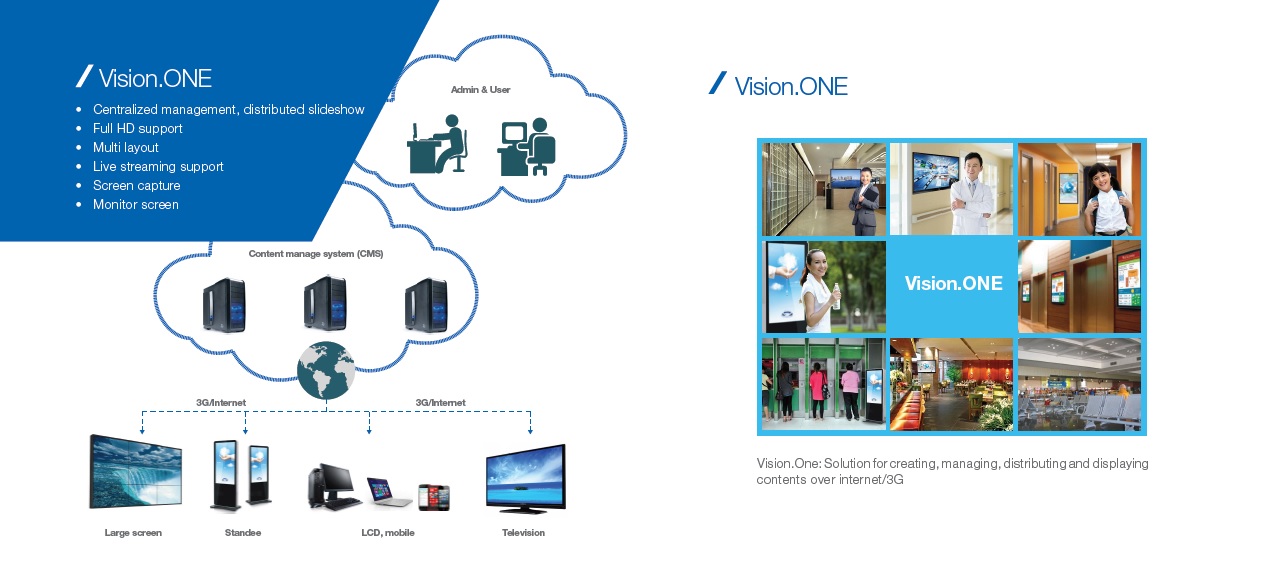 Vision.ONE
• Centralized management, distributed slideshow
• Full HD support
• Multi layout
• Live streaming support
• Screen capture
• Monitor screen
Admin & User
Content manage system (CMS)
3G/Internet 3G/Internet
Large screen Standee LCD, mobile Television
Vision.ONE
Vision.ONE
Vision.One: Solution for creating, managing, distributing and displaying
contents over internet/3G